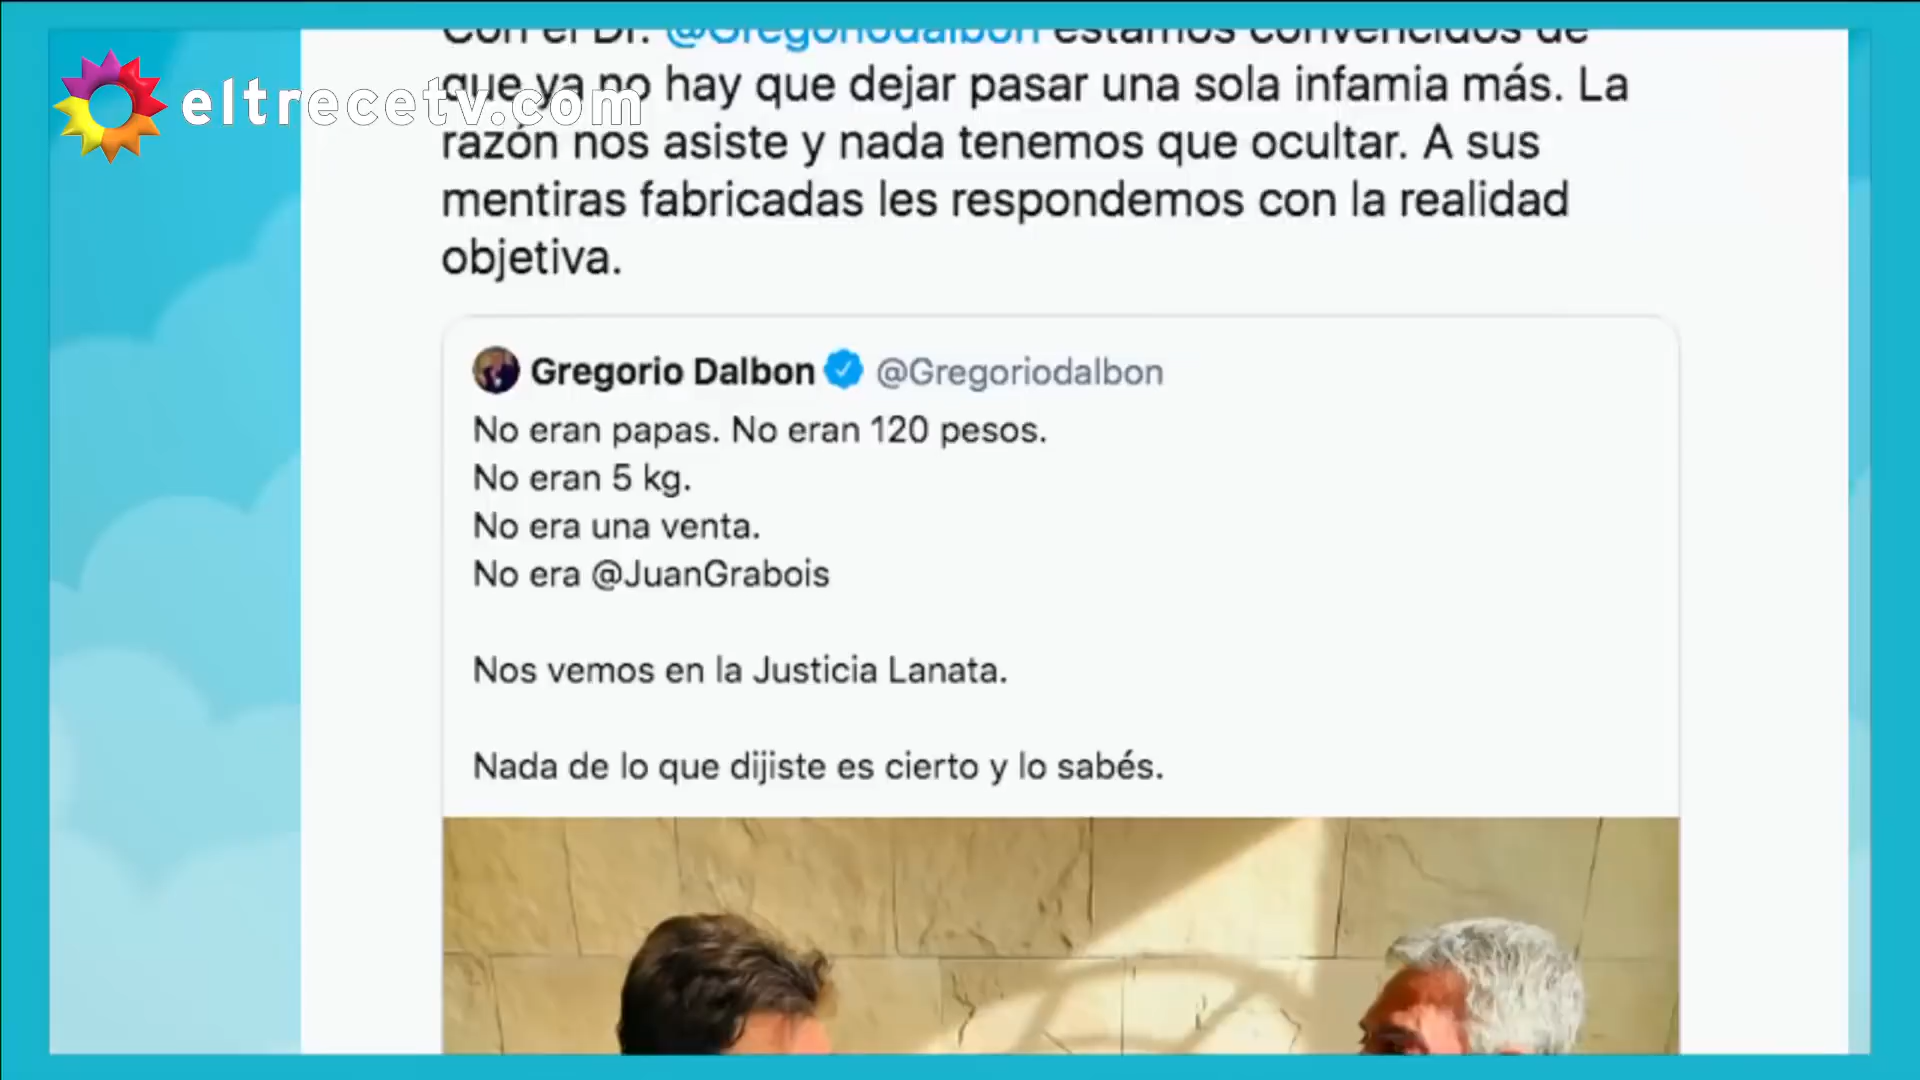 Con el Dr. @Gregoriodalbon estamos convencidos de
que ya no hay que dejar pasar una sola infamia más. La
eltrecetv.com
razón nos asiste y nada tenemos que ocultar. A sus
mentiras fabricadas les respondemos con la realidad
objetiva.
Gregorio Dalbon @Gregoriodalbon
No eran papas. No eran 120 pesos.
No eran 5 kg.
No era una venta.
No era @JuanGrabois
Nos vemos en la Justicia Lanata.
Nada de lo que dijiste es cierto y lo sabés.